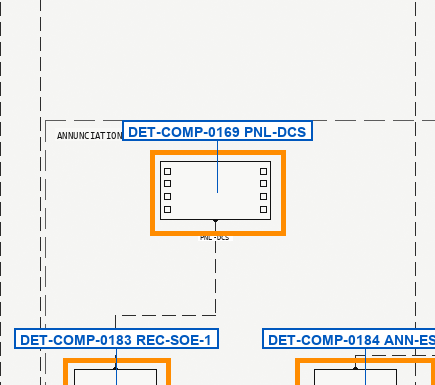 DET-COMP-0169 PNL-DCS
ANNUNCIATION
PNL-DCS
DET-COMP-0183 REC-SOE-1
DET-COMP-0184 ANN-ES